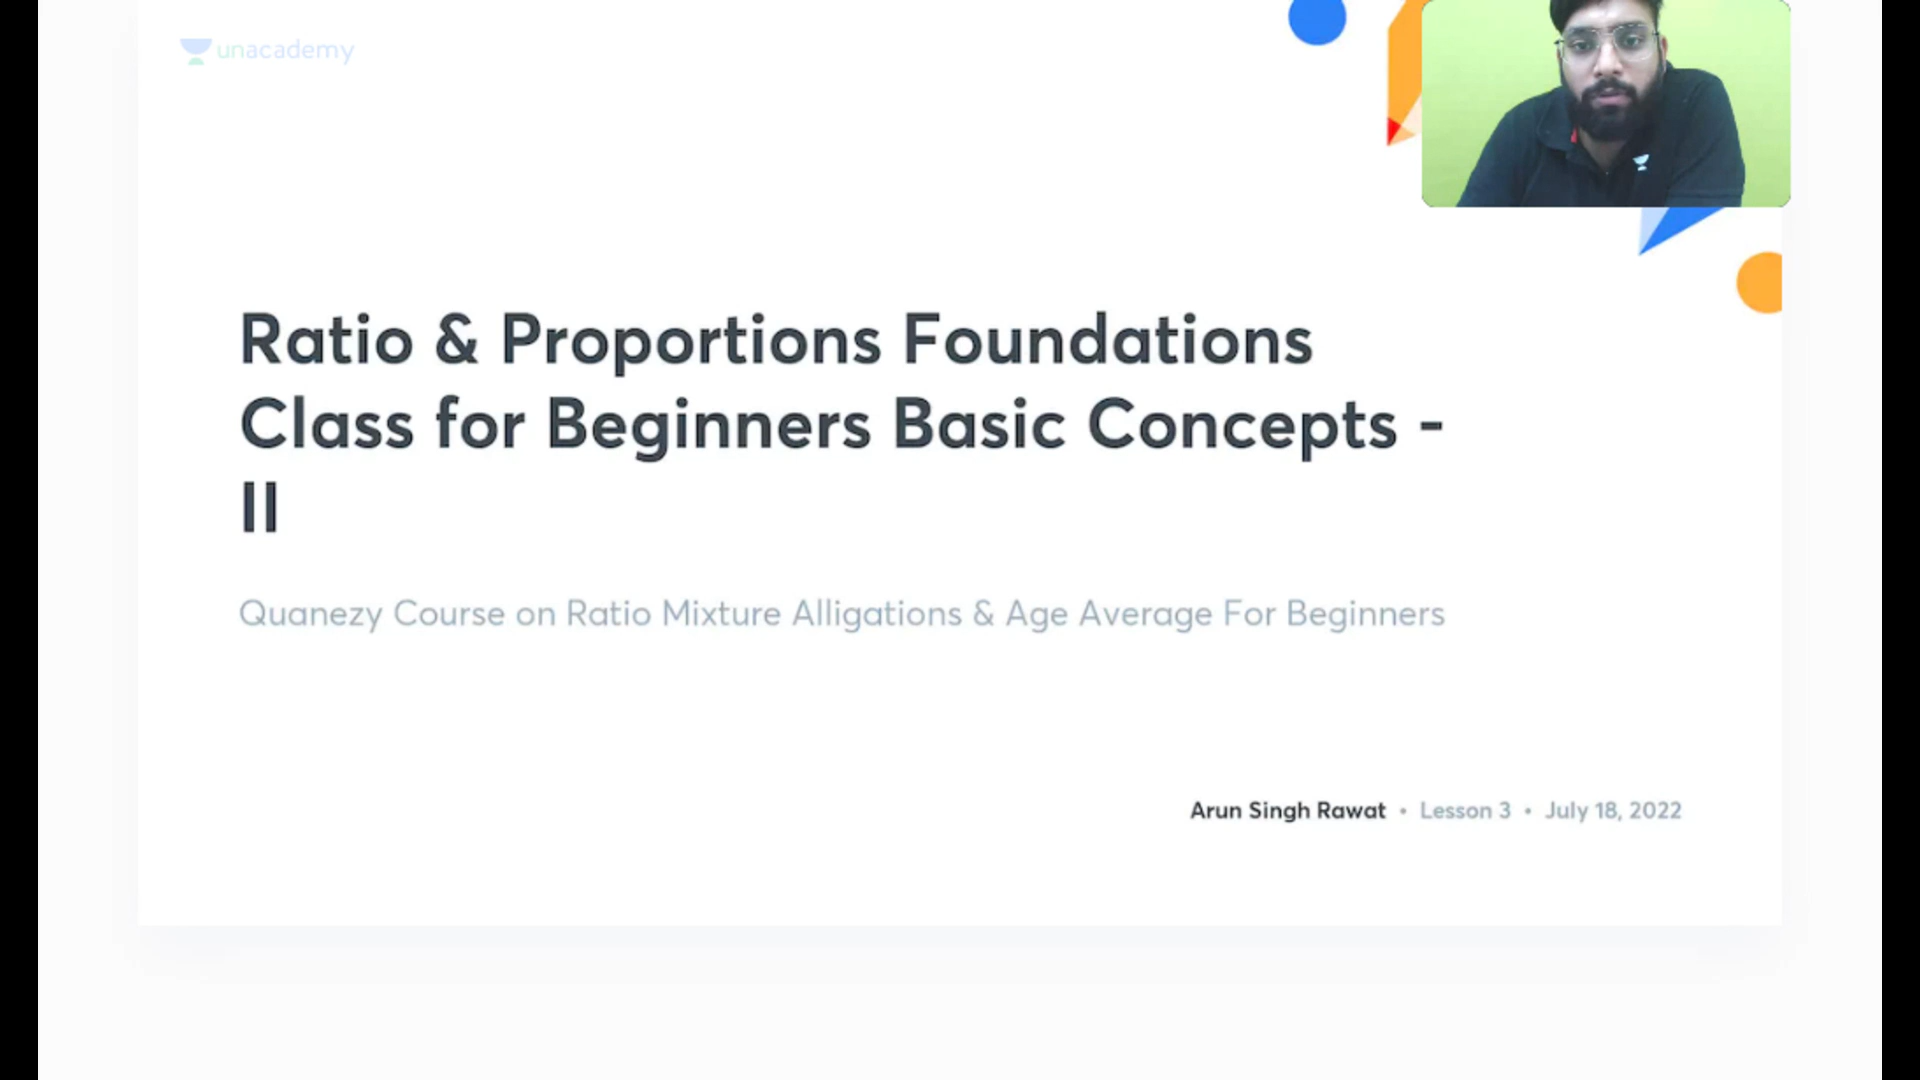 unacademy
Ratio & Proportions Foundations
Class for Beginners Basic Concepts -
II
Quanezy Course on Ratio Mixture Alligations & Age Average For Beginners
Arun Singh Rawat • Lesson 3 • July 18, 2022